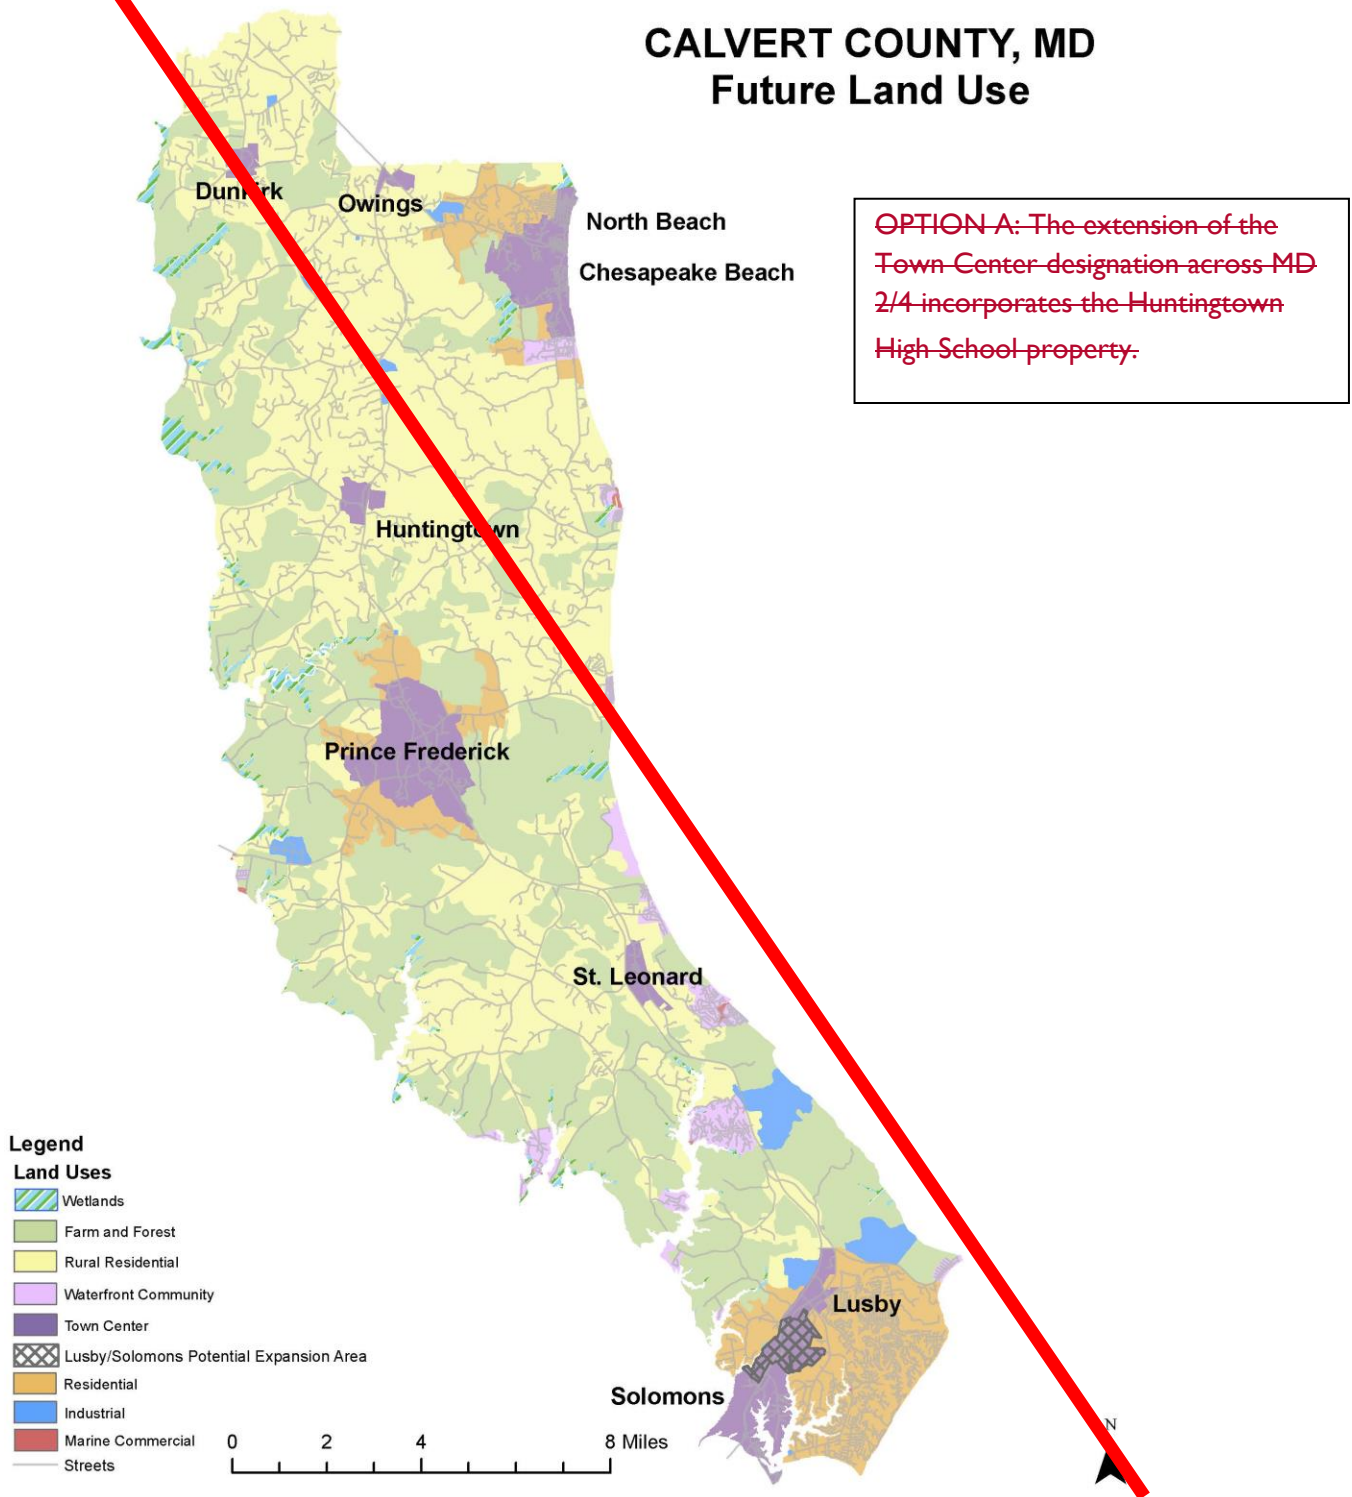 CALVERT COUNTY, MD
Future Land Use
Dunkirk
Owings
North Beach
Chesapeake Beach
OPTION A: The extension of the
Town Center designation across MD
2/4 incorporates the Huntingtown
High School property.
Huntingtown
Prince Frederick
St. Leonard
Lusby
Solomons
Legend
Land Uses
Wetlands
Farm and Forest
Rural Residential
Waterfront Community
Town Center
Lusby/Solomons Potential Expansion Area
Residential
Industrial
Marine Commercial
Streets
0 2 4 8 Miles
N